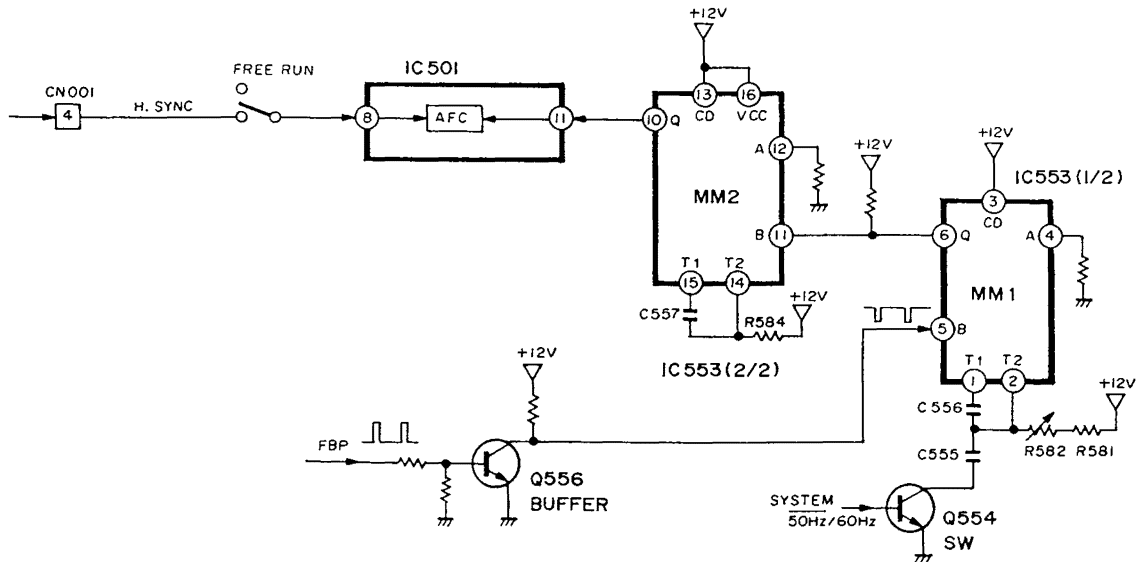 +12V
IC501
FREE RUN
CN001
4
H. SYNC
8
AFC
11
10 Q
13
CD
16
VCC
A 12
MM2
B 11
T1
15
T2
14
C557
R584
+12V
IC553(2/2)
+12V
+12V
IC553(1/2)
3
CD
6 Q
A 4
MM1
5 B
T1
1
T2
2
C556
+12V
R582
R581
C555
+12V
FBP
Q556
BUFFER
SYSTEM
50Hz/60Hz
Q554
SW